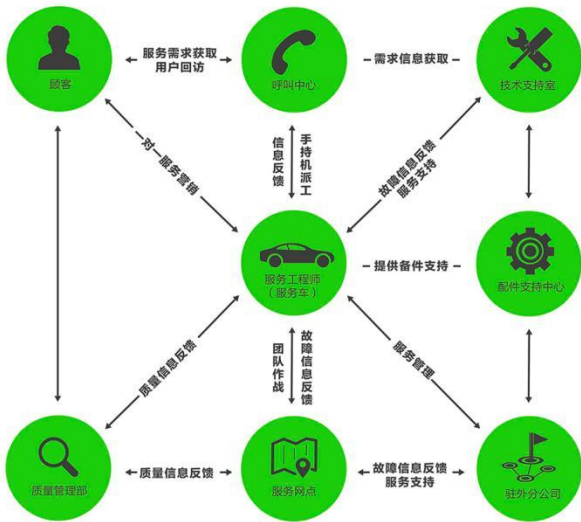 服务需求获取
用户回访
需求信息获取
顾客
呼叫中心
技术支持室
一对一服务营销
信息反馈
手持机派工
故障信息反馈
服务支持
服务工程师
（服务车）
提供备件支持
配件支持中心
质量信息反馈
团队作战
故障信息反馈
服务管理
质量管理部
质量信息反馈
服务网点
故障信息反馈
服务支持
驻外分公司